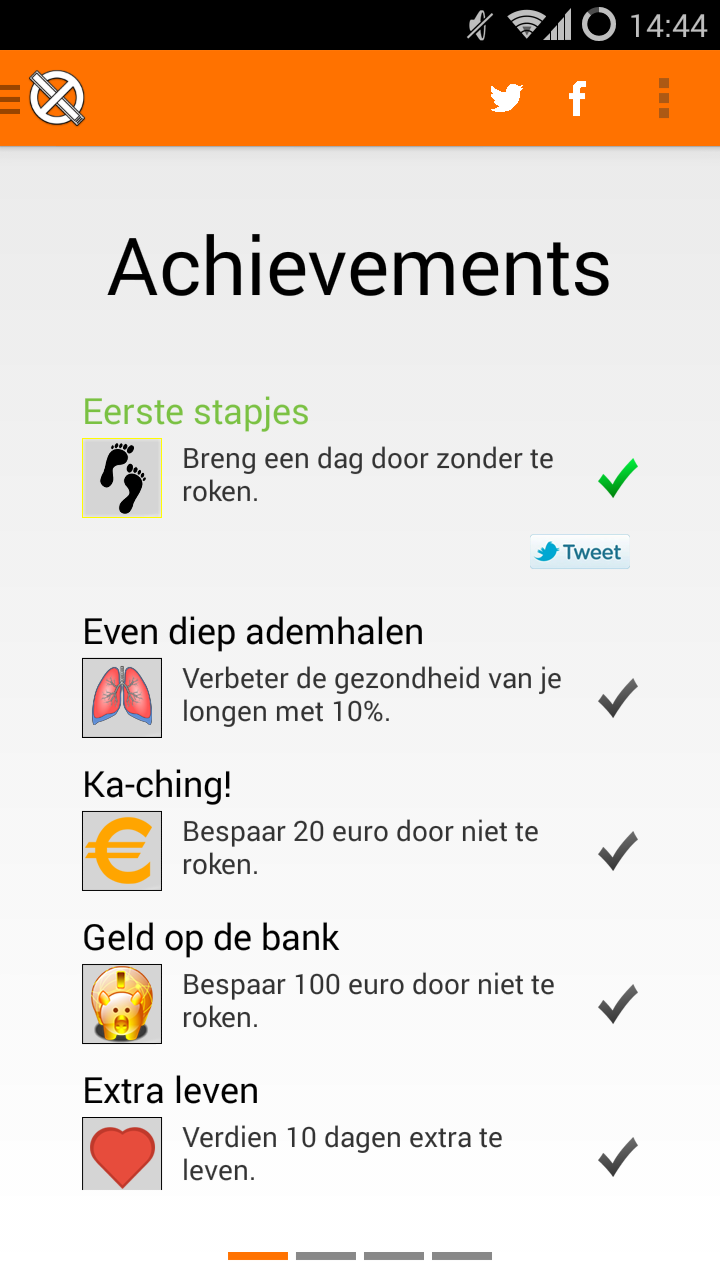 14:44
Achievements
Eerste stapjes
Breng een dag door zonder te
roken.
Tweet
Even diep ademhalen
Verbeter de gezondheid van je
longen met 10%.
Ka-ching!
Bespaar 20 euro door niet te
roken.
Geld op de bank
Bespaar 100 euro door niet te
roken.
Extra leven
Verdien 10 dagen extra te
leven.